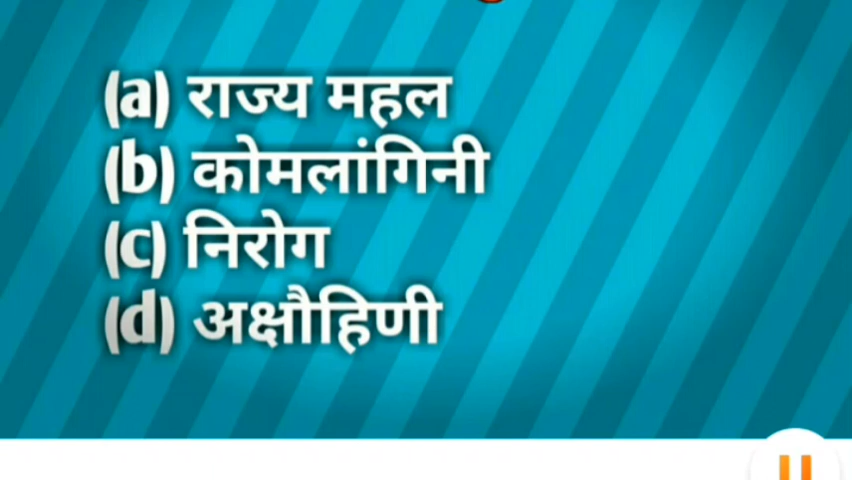 (a) राज्य महल
(b) कोमलांगिनी
(c) निरोग
(d) अक्षौहिणी